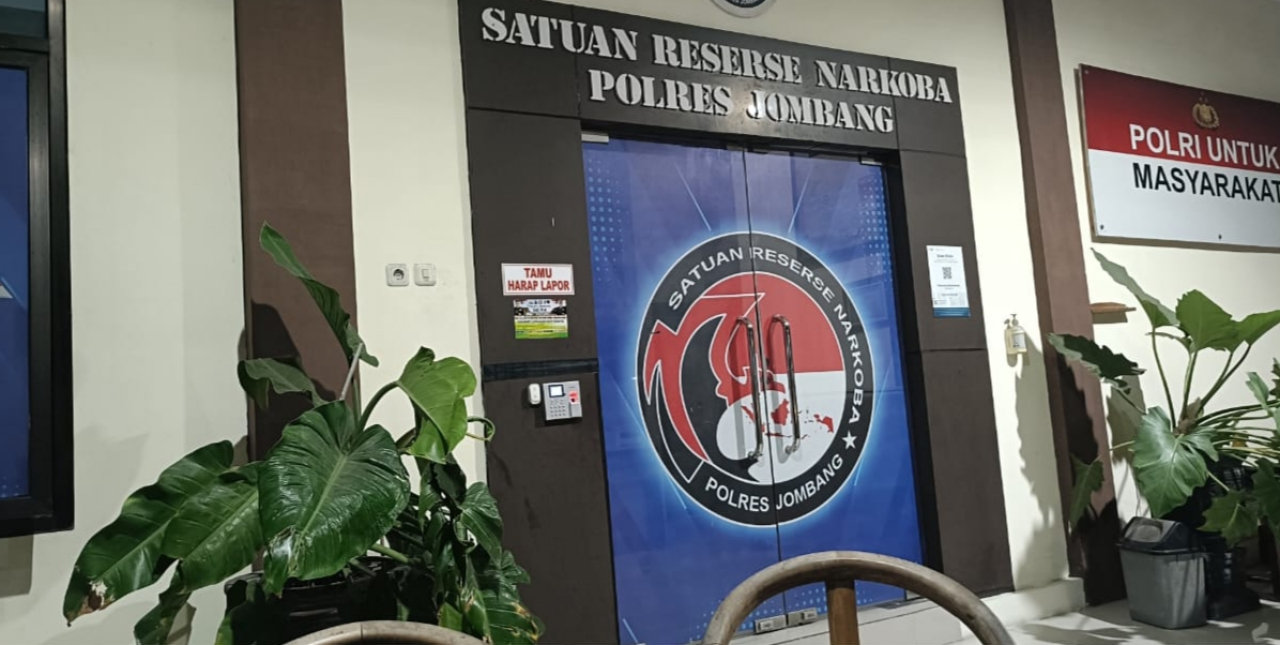 SATUAN RESERSE NARKOBA
POLRES JOMBANG
POLRI UNTUK
MASYARAKAT
TAMU
HARAP LAPOR
SATUAN RESERSE NARKOBA
POLRES JOMBANG